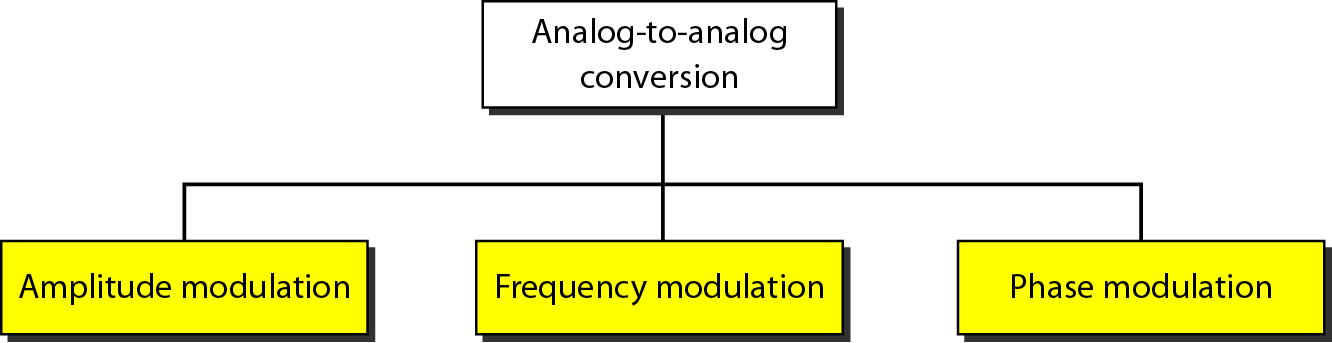 Analog-to-analog
conversion
Amplitude modulation
Frequency modulation
Phase modulation